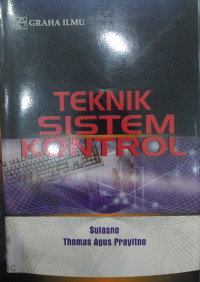 GRAHA ILMU
TEKNIK
SISTEM
KONTROL
Sulasno
Thomas Agus Prayitno